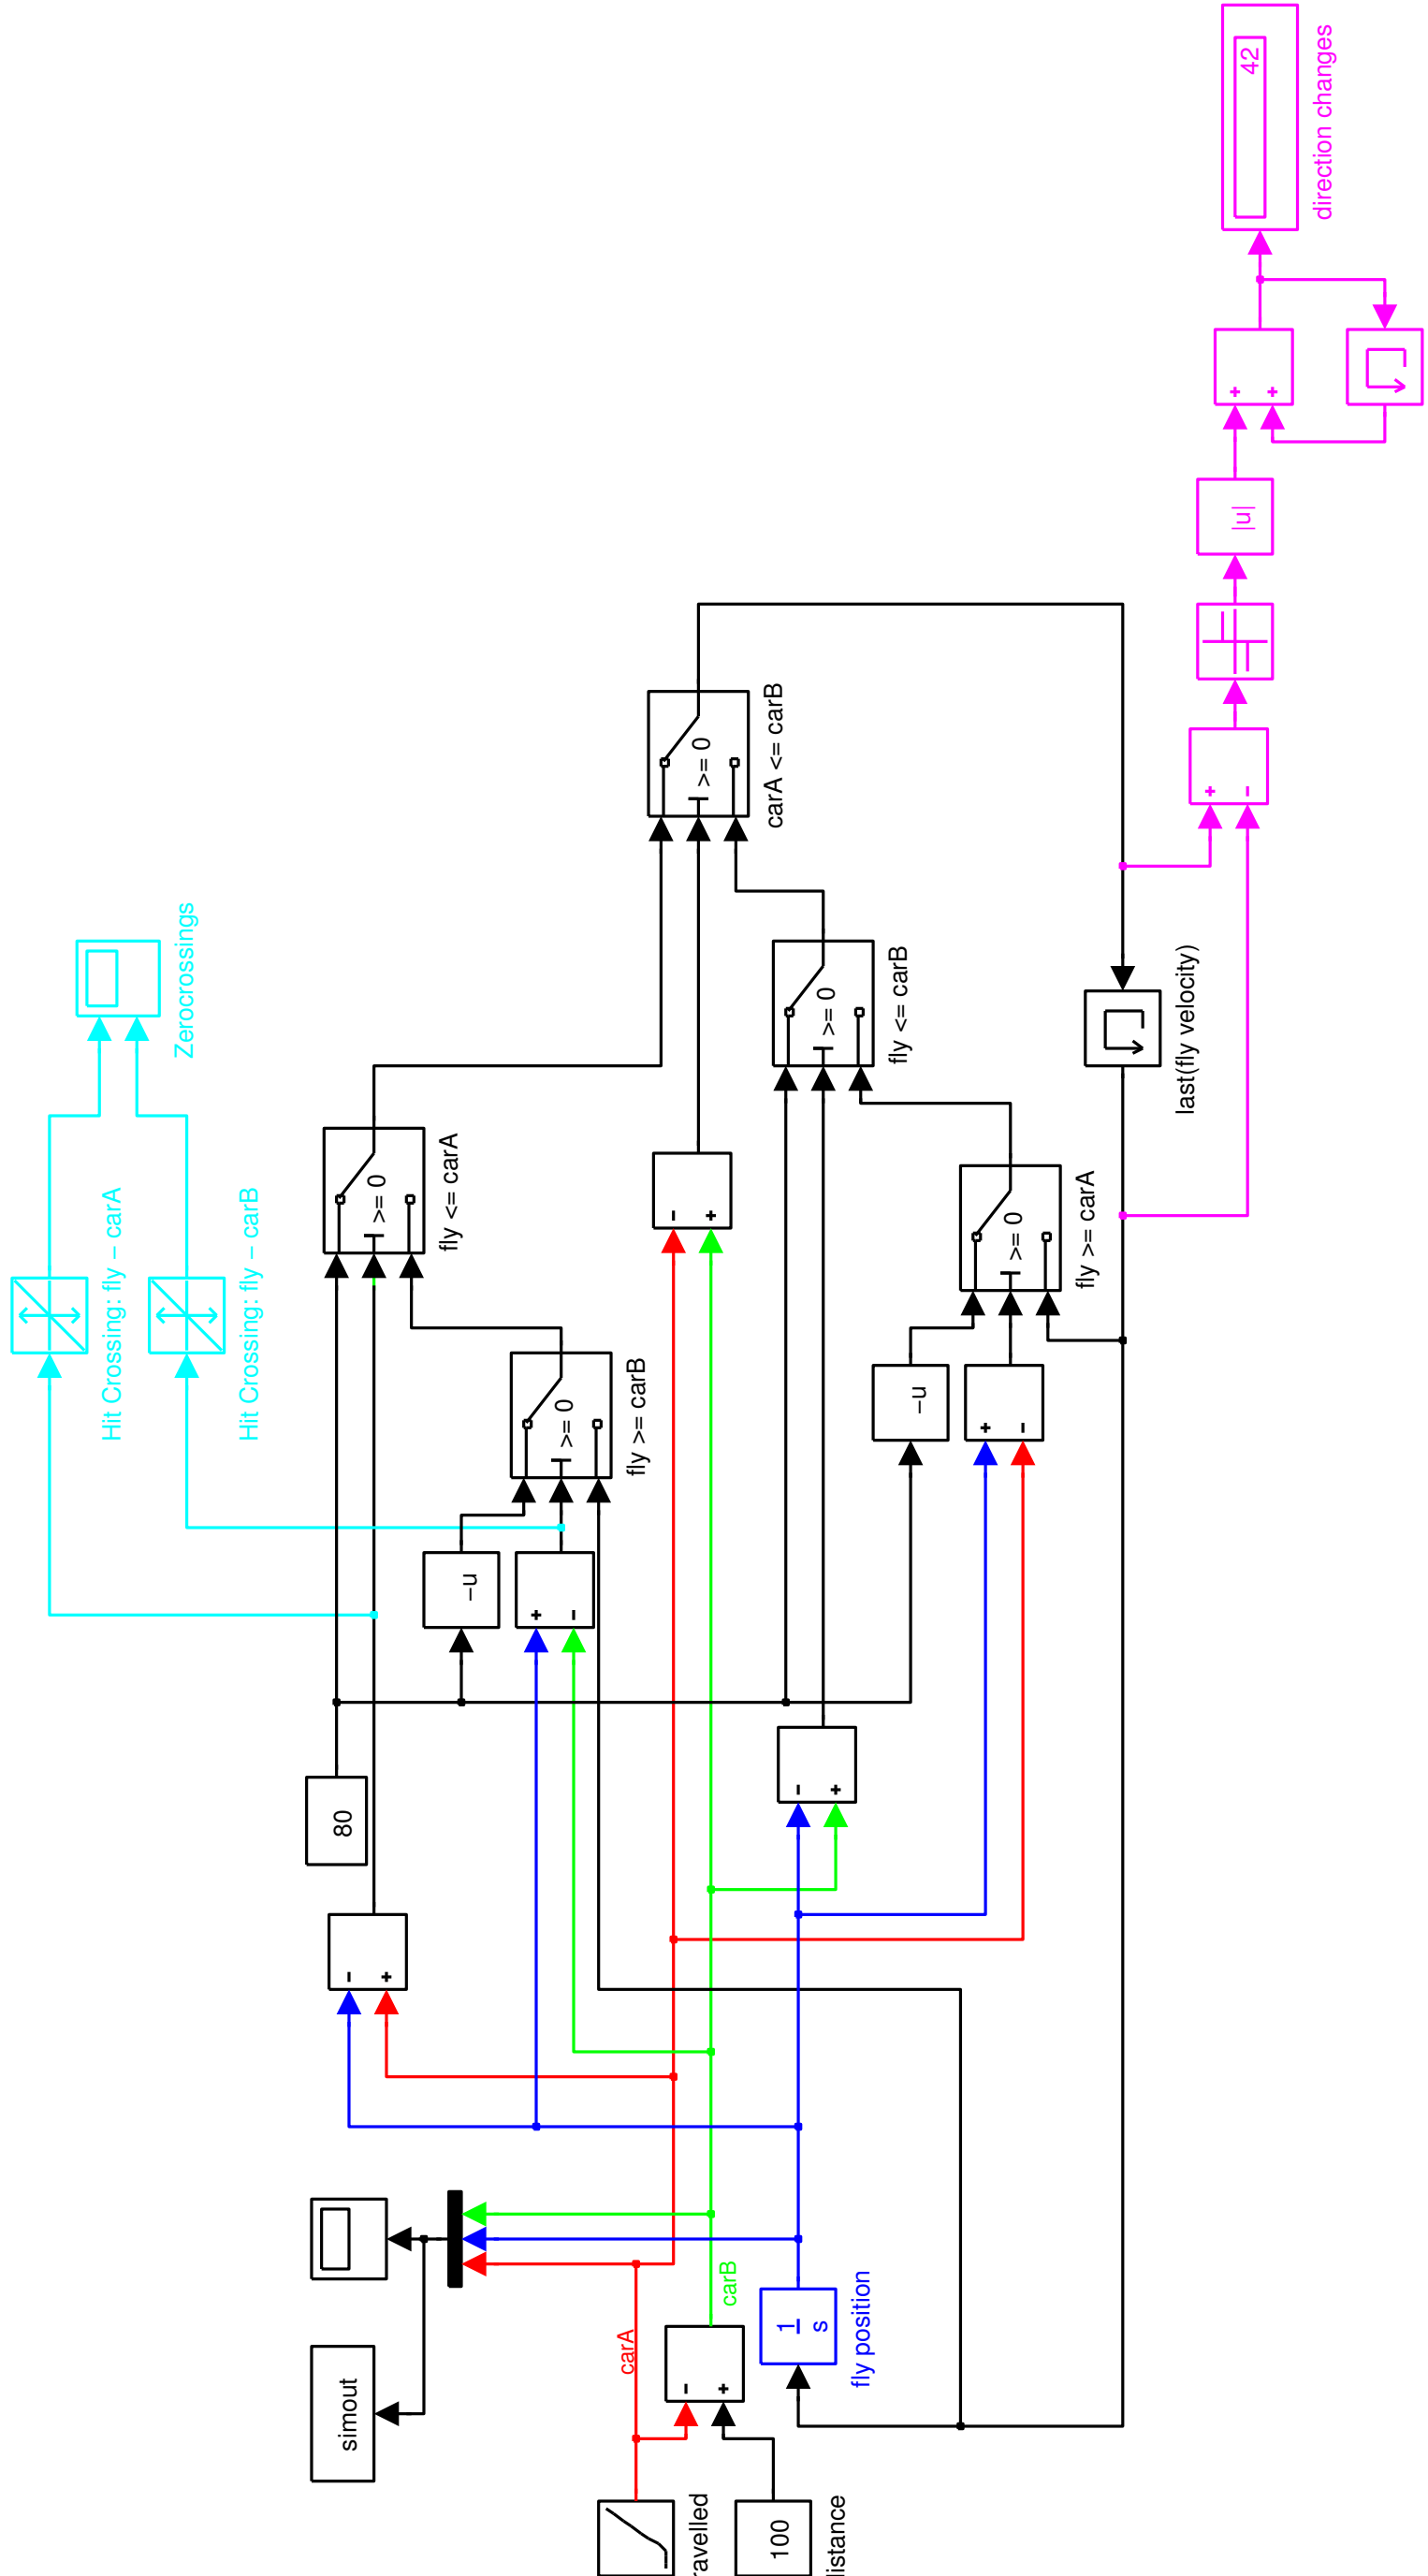 42
direction changes
|u|
Zerocrossings
Hit Crossing: fly – carA
Hit Crossing: fly – carB
>= 0
fly <= carA
>= 0
fly >= carB
>= 0
carA <= carB
>= 0
fly <= carB
>= 0
fly >= carA
last(fly velocity)
–u
–u
80
simout
carA
carB
1
s
fly position
100
ravelled
istance
+
+
+
-
-
+
+
-
-
+
-
+
+
-
-
+